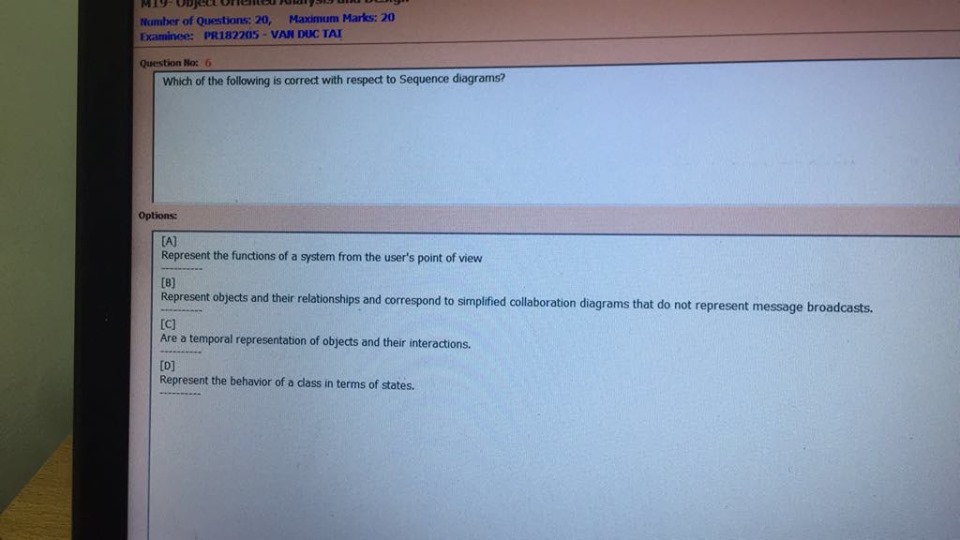 M19- Object Oriented Analysis and Design
Number of Questions: 20, Maximum Marks: 20
Examinee: PR182205 - VAN DUC TAI
Question No: 6
Which of the following is correct with respect to Sequence diagrams?
Options:
[A]
Represent the functions of a system from the user's point of view
----------
[B]
Represent objects and their relationships and correspond to simplified collaboration diagrams that do not represent message broadcasts.
----------
[C]
Are a temporal representation of objects and their interactions.
----------
[D]
Represent the behavior of a class in terms of states.
----------